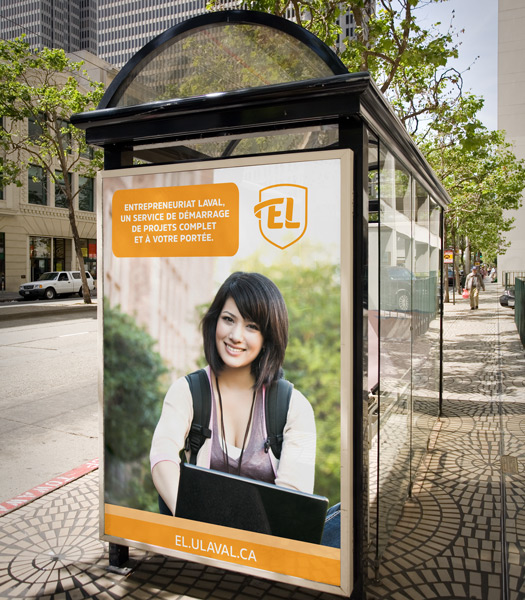 ENTREPRENEURIAT LAVAL,
UN SERVICE DE DÉMARRAGE
DE PROJETS COMPLET
ET À VOTRE PORTÉE.
EL
EL.ULAVAL.CA